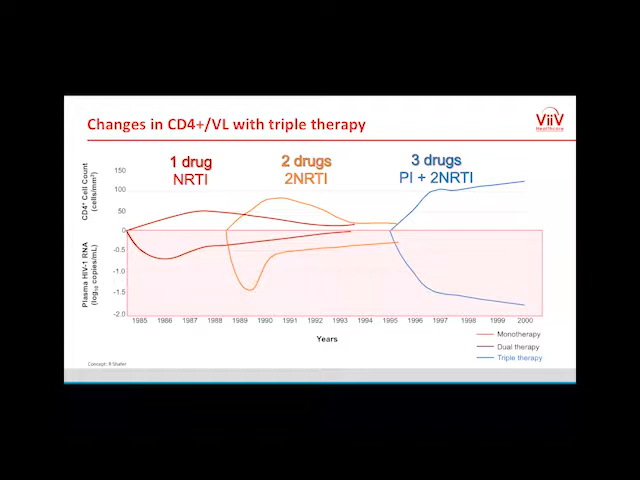 Changes in CD4+/VL with triple therapy
ViiV
Healthcare
1 drug
NRTI
2 drugs
2NRTI
3 drugs
PI + 2NRTI
CD4+ Cell Count
(cells/mm3)
150
100
50
0
Plasma HIV-1 RNA
(log10 copies/mL)
-0.5
-1.0
-1.5
-2.0
1985 1986 1987 1988 1989 1990 1991 1992 1993 1994 1995 1996 1997 1998 1999 2000
Years
Monotherapy
Dual therapy
Triple therapy
Concept: R Shafer